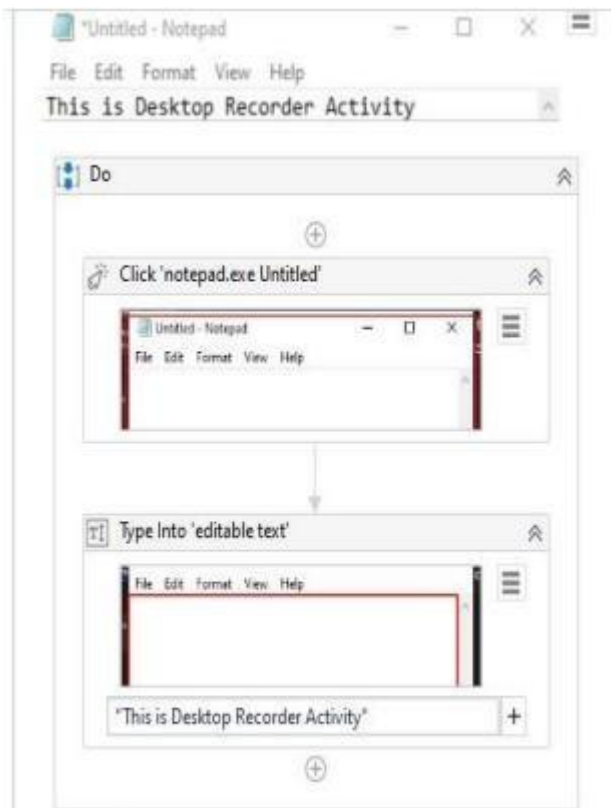 *Untitled - Notepad
File Edit Format View Help
This is Desktop Recorder Activity
Do
Click 'notepad.exe Untitled'
Untitled - Notepad
File Edit Format View Help
Type Into 'editable text'
File Edit Format View Help
"This is Desktop Recorder Activity"